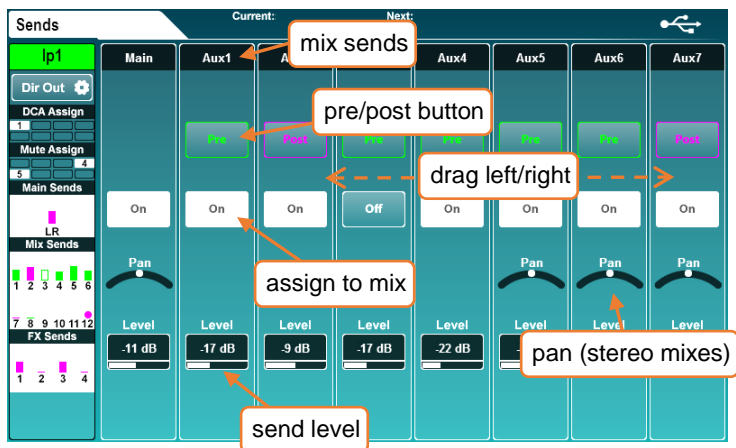 Sends
Current:
Next:
Ip1
Main
Aux1
Aux4
Aux5
Aux6
Aux7
mix sends
Dir Out
DCA Assign
1
pre/post button
Pre
Post
Pre
Pre
Pre
Pre
Post
Mute Assign
4
5
drag left/right
Main Sends
On
On
On
Off
On
On
On
On
LR
Mix Sends
Pan
Pan
Pan
Pan
1 2 3 4 5 6
assign to mix
7 8 9 10 11 12
Level
Level
Level
Level
Level
Level
Level
Level
FX Sends
-11 dB
-17 dB
-9 dB
-17 dB
-22 dB
pan (stereo mixes)
1 2 3 4
send level